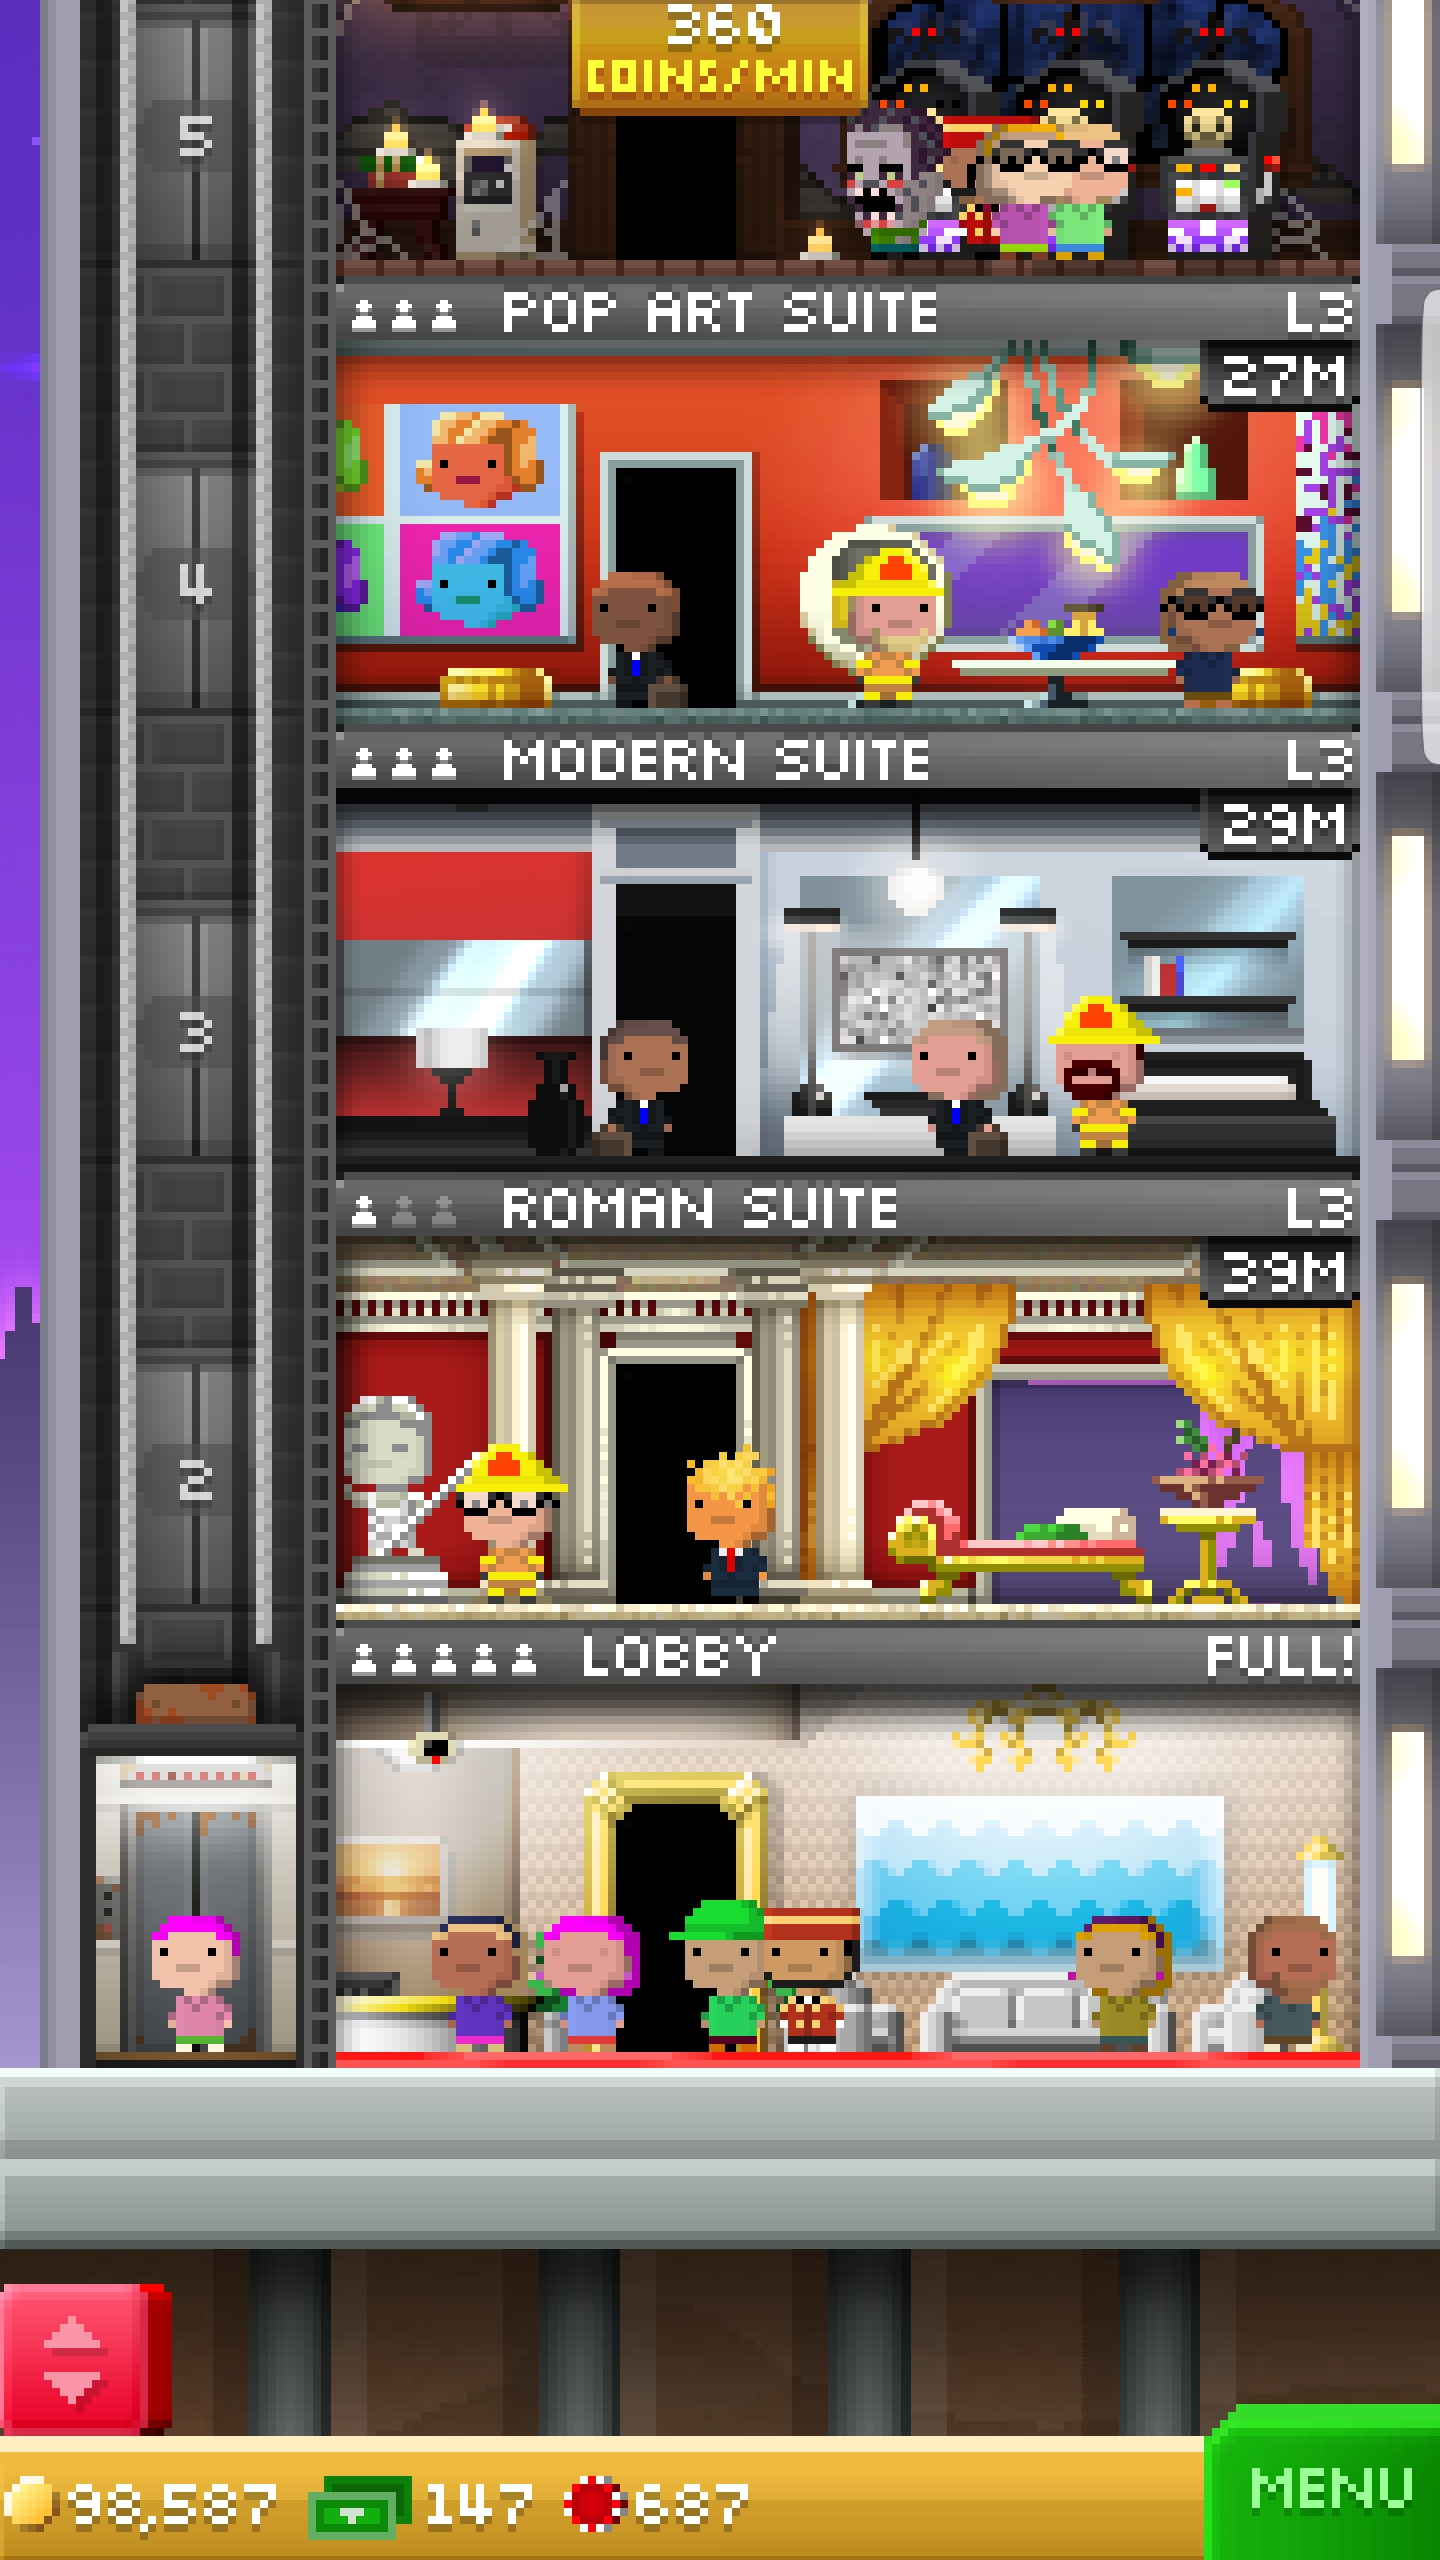 360
COINS/MIN
5
POP ART SUITE L3
27M
4
MODERN SUITE L3
29M
3
ROMAN SUITE L3
39M
2
LOBBY FULL!
98,587 147 687
MENU